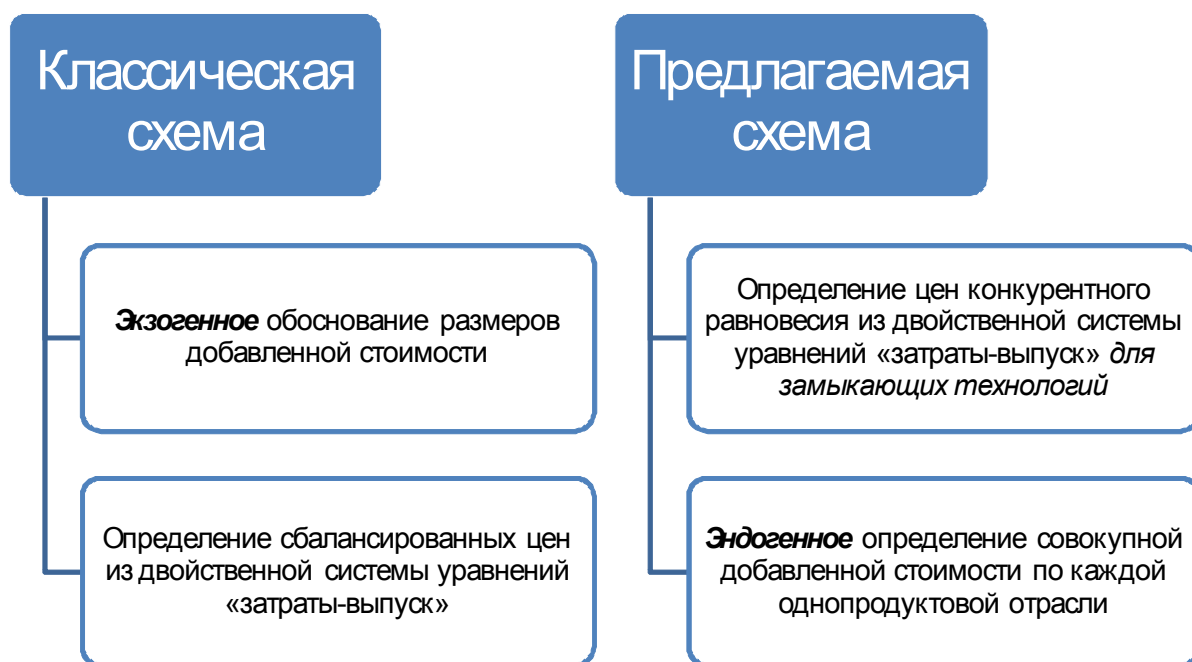 Классическая
схема
Экзогенное обоснование размеров
добавленной стоимости
Определение сбалансированных цен
из двойственной системы уравнений
«затраты-выпуск»
Предлагаемая
схема
Определение цен конкурентного
равновесия из двойственной системы
уравнений «затраты-выпуск» для
замыкающих технологий
Эндогенное определение совокупной
добавленной стоимости по каждой
однопродуктовой отрасли